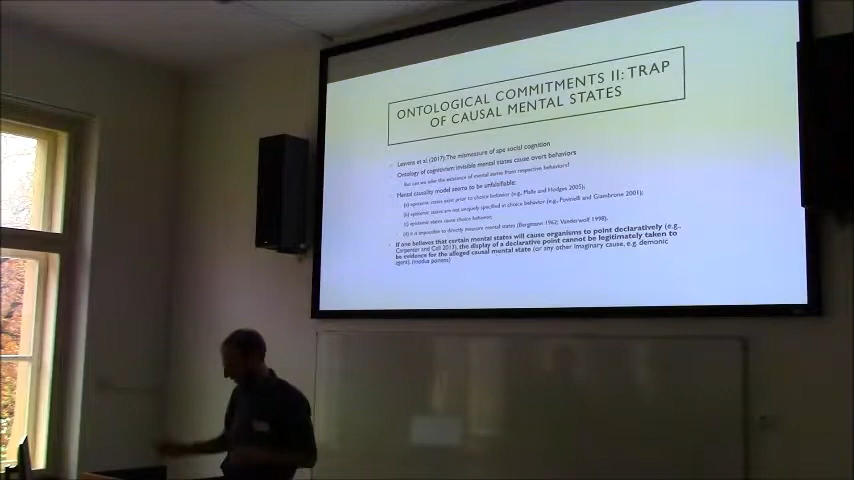 ONTOLOGICAL COMMITMENTS II: TRAP
OF CAUSAL MENTAL STATES
Leavens et al. (2017): The mismeasure of ape social cognition
Ontology of cognitivism: invisible mental states cause overt behaviors
But can we infer the existence of mental states from respective behaviors?
Mental causality model seems to be unfalsifiable:
(a) epistemic states exist prior to choice behavior (e.g., Malle and Hodges 2005);
(b) epistemic states are not uniquely specified in choice behavior (e.g., Povinelli and Giambrone 2001);
(c) epistemic states cause choice behavior;
(d) it is impossible to directly measure mental states (Bergmann 1962; Vanderwolf 1998).
If one believes that certain mental states will cause organisms to point declaratively (e.g.,
Carpenter and Call 2013), the display of a declarative point cannot be legitimately taken to
be evidence for the alleged causal mental state (or any other imaginary cause, e.g. demonic
agent). (modus ponens)